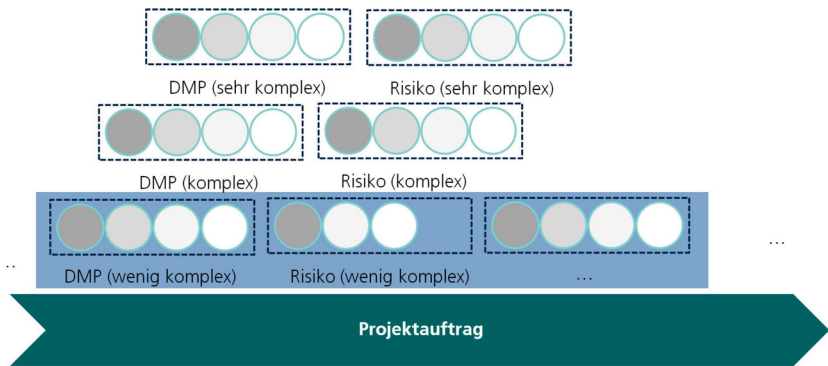 DMP (sehr komplex) Risiko (sehr komplex)
DMP (komplex) Risiko (komplex)
.. ...
DMP (wenig komplex) Risiko (wenig komplex) ...
Projektauftrag